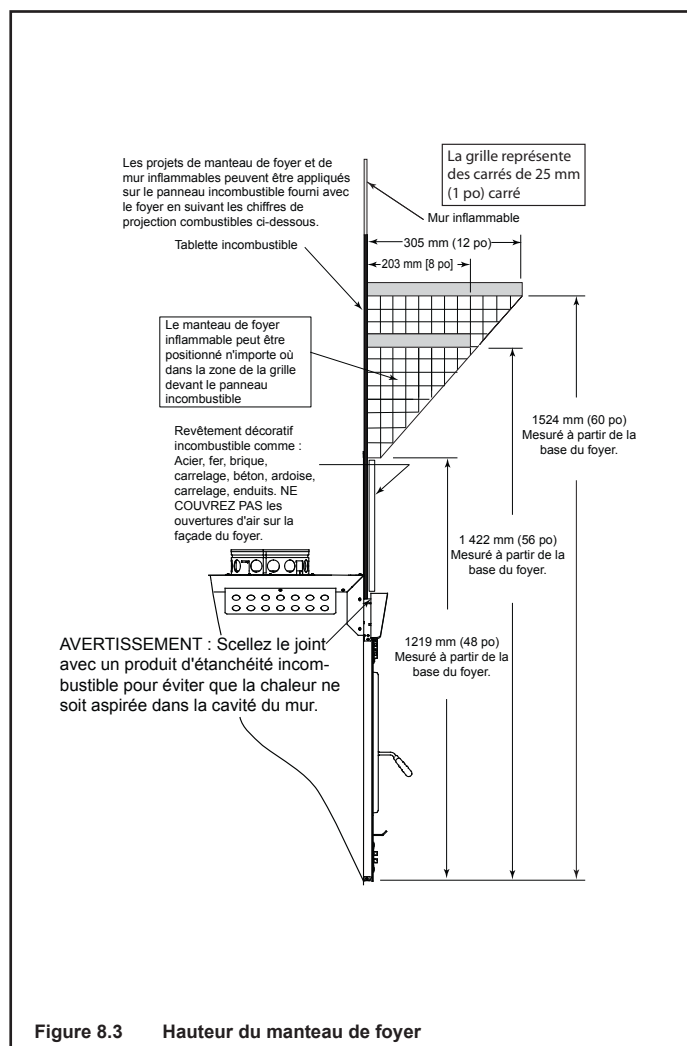 Les projets de manteau de foyer et de
mur inflammables peuvent être appliqués
sur le panneau incombustible fourni avec
le foyer en suivant les chiffres de
projection combustibles ci-dessous.
La grille représente
des carrés de 25 mm
(1 po) carré
Mur inflammable
Tablette incombustible
305 mm (12 po)
203 mm [8 po]
Le manteau de foyer
inflammable peut être
positionné n'importe où
dans la zone de la grille
devant le panneau
incombustible
Revêtement décoratif
incombustible comme :
Acier, fer, brique,
carrelage, béton, ardoise,
carrelage, enduits. NE
COUVREZ PAS les
ouvertures d'air sur la
façade du foyer.
1524 mm (60 po)
Mesuré à partir de la
base du foyer.
1 422 mm (56 po)
Mesuré à partir de la
base du foyer.
1219 mm (48 po)
Mesuré à partir de la
base du foyer.
AVERTISSEMENT : Scellez le joint
avec un produit d'étanchéité incom-
bustible pour éviter que la chaleur ne
soit aspirée dans la cavité du mur.
Figure 8.3 Hauteur du manteau de foyer